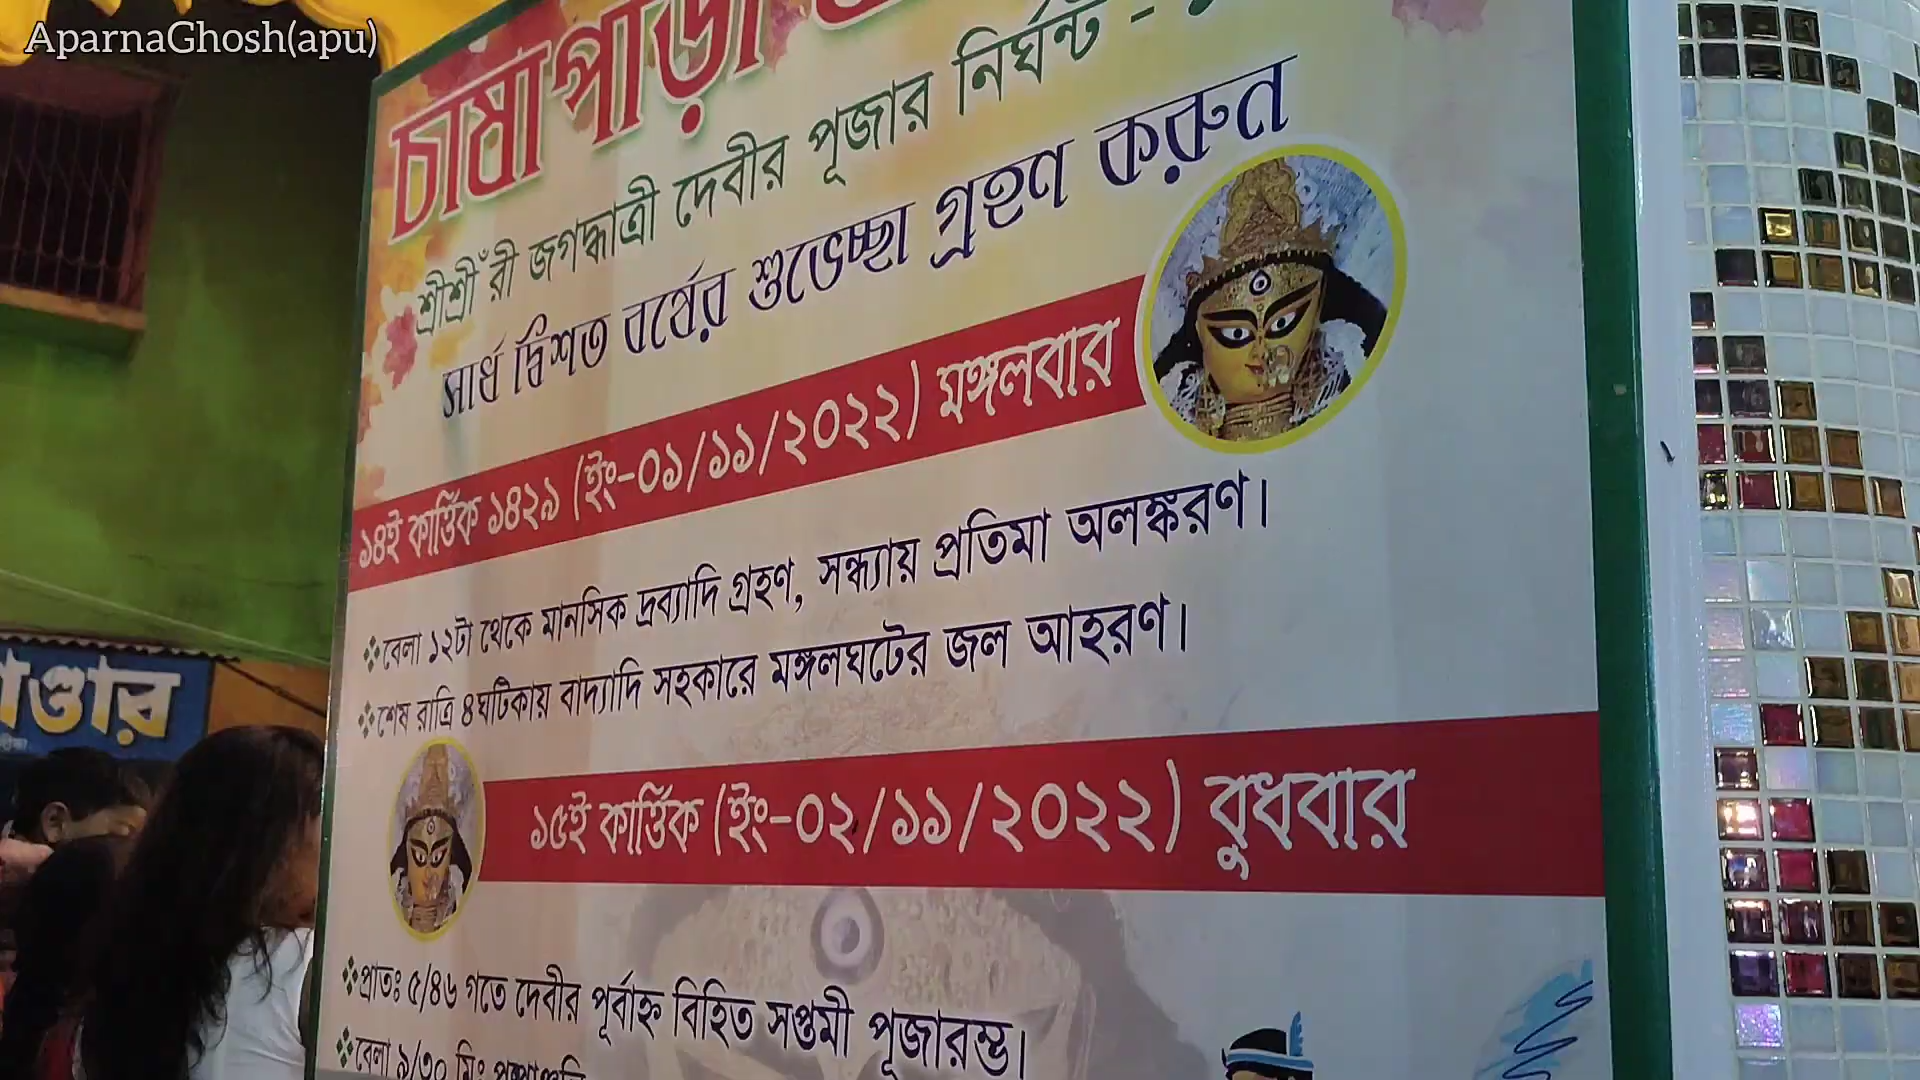 AparnaGhosh(apu)
চাষাপাড়া
শ্রীশ্রীঁরী জগদ্ধাত্রী দেবীর পূজার নির্ঘন্ট -
সার্ধ দ্বিশত বর্ষের শুভেচ্ছা গ্রহণ করুন
১৪ই কার্ত্তিক ১৪২৯ (ইং-০১/১১/২০২২) মঙ্গলবার
বেলা ১২টা থেকে মানসিক দ্রব্যাদি গ্রহণ, সন্ধ্যায় প্রতিমা অলঙ্করণ।
শেষ রাত্রি ৪ঘটিকায় বাদ্যাদি সহকারে মঙ্গলঘটের জল আহরণ।
১৫ই কার্ত্তিক (ইং-০২/১১/২০২২) বুধবার
প্রাতঃ ৫/৪৬ গতে দেবীর পূর্বাহ্ন বিহিত সপ্তমী পূজারম্ভ।
বেলা ৯/৩০ মিঃ